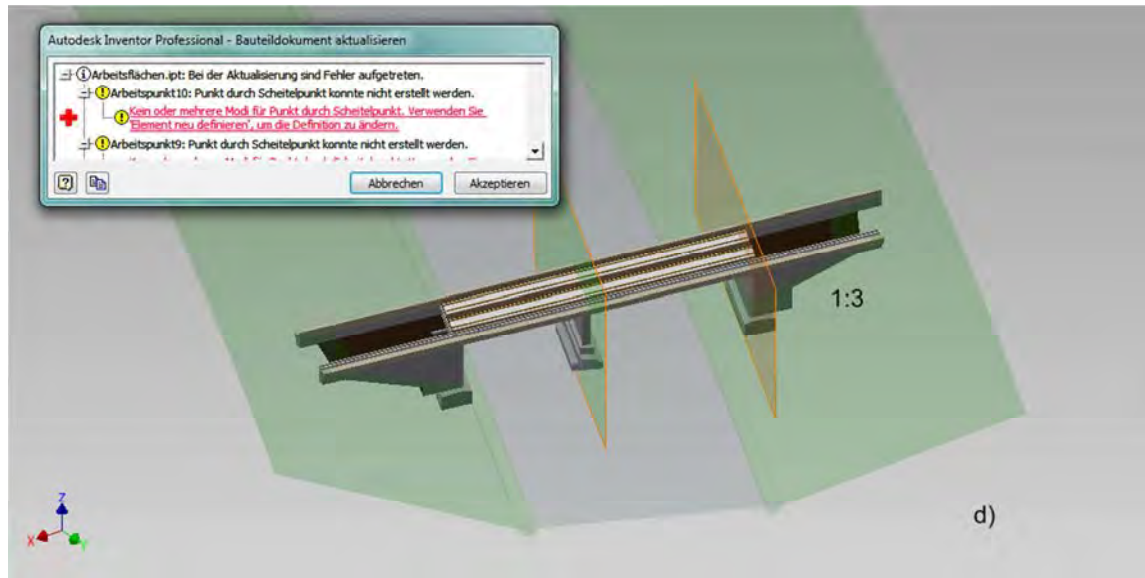 Autodesk Inventor Professional - Bauteildokument aktualisieren
Arbeitsflächen.ipt: Bei der Aktualisierung sind Fehler aufgetreten.
Arbeitspunkt10: Punkt durch Scheitelpunkt konnte nicht erstellt werden.
Kein oder mehrere Modi für Punkt durch Scheitelpunkt. Verwenden Sie
'Element neu definieren', um die Definition zu ändern.
Arbeitspunkt9: Punkt durch Scheitelpunkt konnte nicht erstellt werden.
Abbrechen Akzeptieren
1:3
d)
Z
X Y